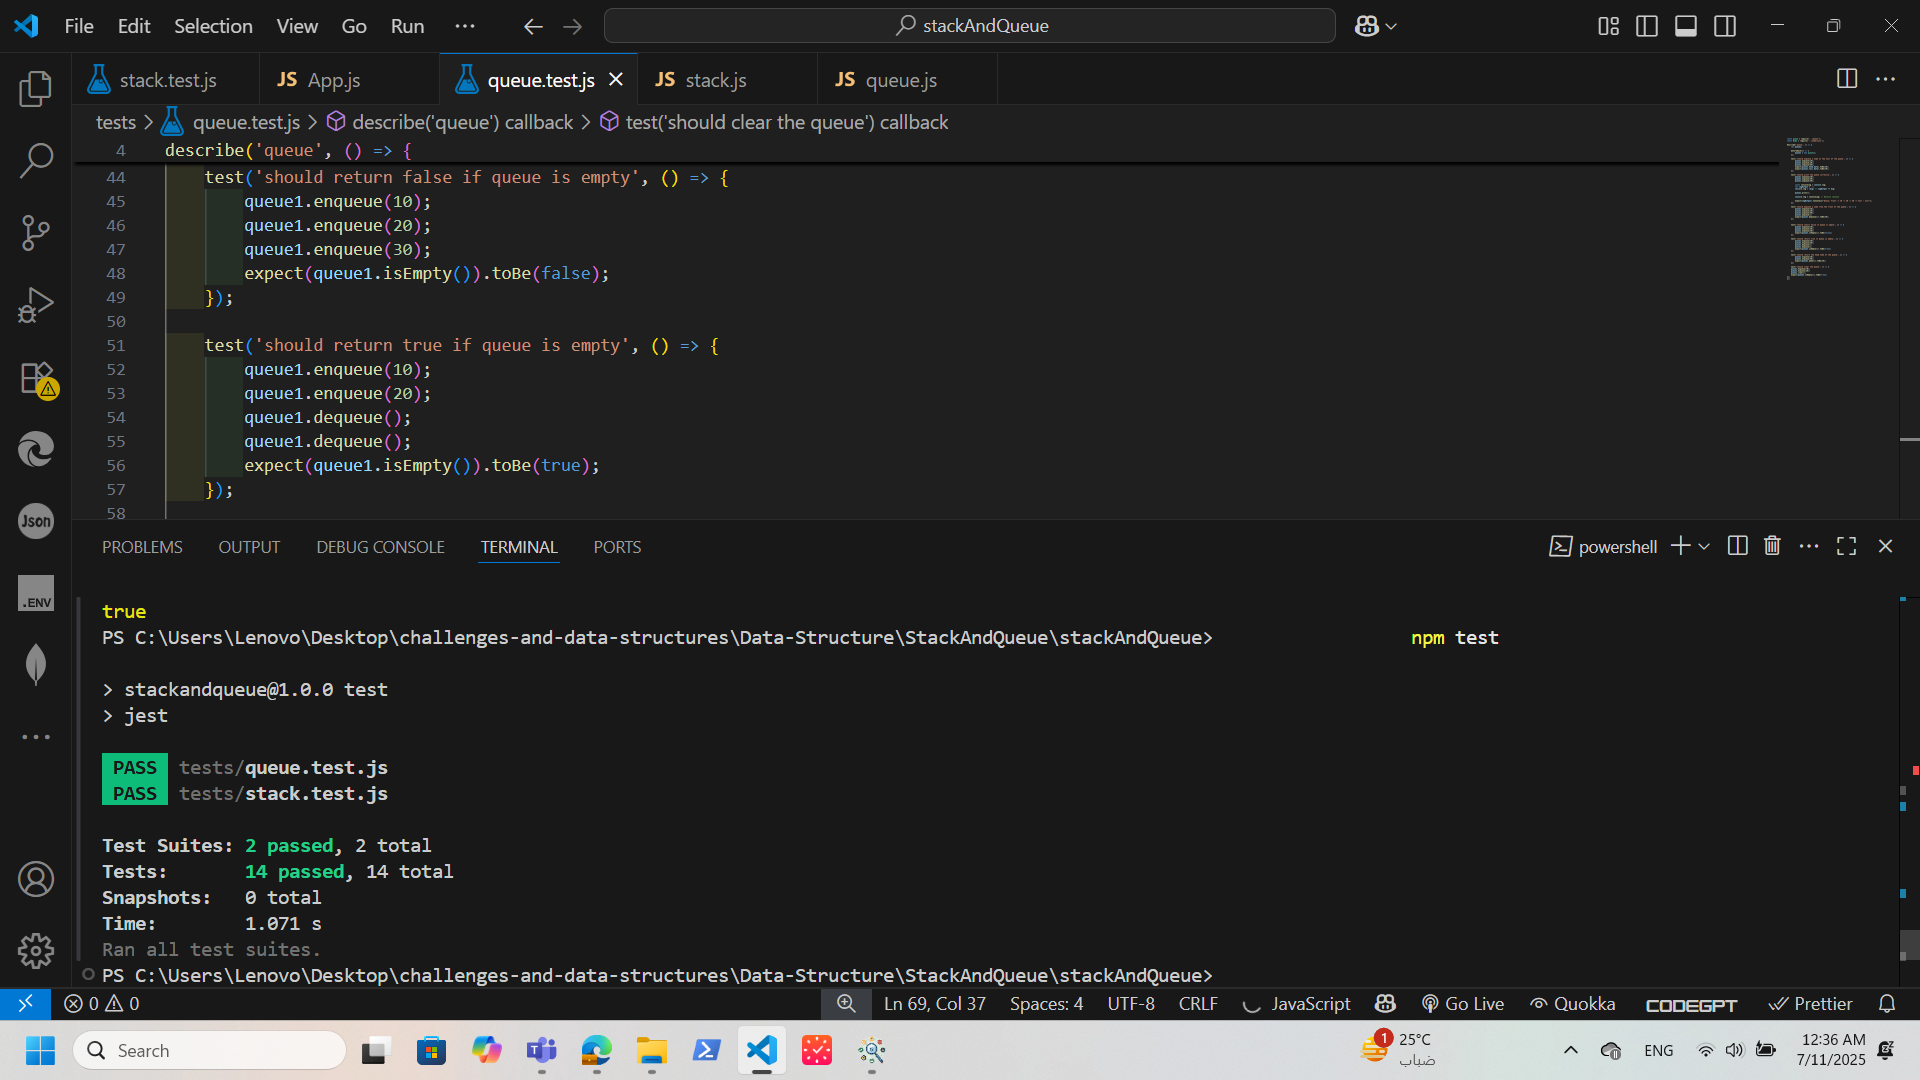 File Edit Selection View Go Run ··· stackAndQueue
stack.test.js JS App.js queue.test.js JS stack.js JS queue.js
tests > queue.test.js > describe('queue') callback > test('should clear the queue') callback
4 describe('queue', () => {
44 test('should return false if queue is empty', () => {
45 queue1.enqueue(10);
46 queue1.enqueue(20);
47 queue1.enqueue(30);
48 expect(queue1.isEmpty()).toBe(false);
49 });
50
51 test('should return true if queue is empty', () => {
52 queue1.enqueue(10);
53 queue1.enqueue(20);
54 queue1.dequeue();
55 queue1.dequeue();
56 expect(queue1.isEmpty()).toBe(true);
57 });
58
Json
.ENV
PROBLEMS OUTPUT DEBUG CONSOLE TERMINAL PORTS powershell
true
PS C:\Users\Lenovo\Desktop\challenges-and-data-structures\Data-Structure\StackAndQueue\stackAndQueue> npm test
> stackandqueue@1.0.0 test
> jest
PASS tests/queue.test.js
PASS tests/stack.test.js
Test Suites: 2 passed, 2 total
Tests: 14 passed, 14 total
Snapshots: 0 total
Time: 1.071 s
Ran all test suites.
PS C:\Users\Lenovo\Desktop\challenges-and-data-structures\Data-Structure\StackAndQueue\stackAndQueue>
0 0 Ln 69, Col 37 Spaces: 4 UTF-8 CRLF JavaScript Go Live Quokka CODEGPT Prettier
Search 1 25°C ENG 12:36 AM
ضباب 7/11/2025